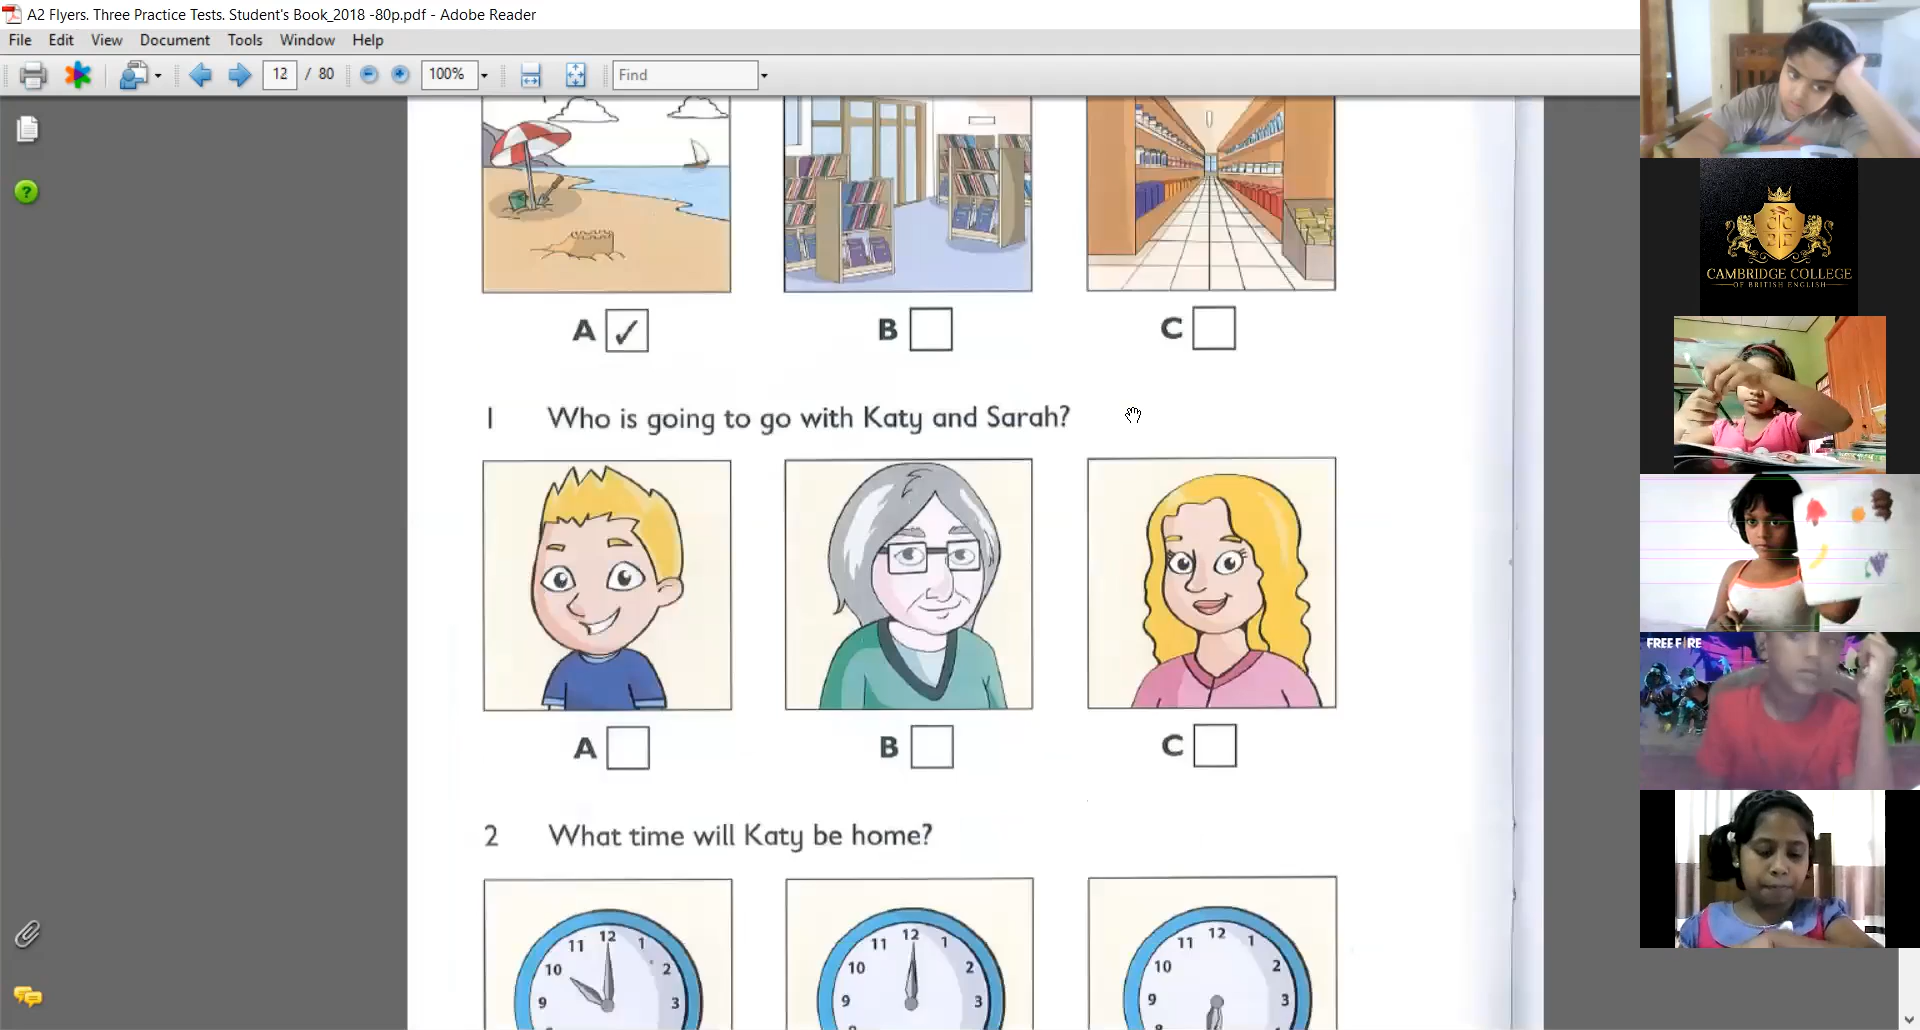 A2 Flyers. Three Practice Tests. Student's Book_2018 -80p.pdf - Adobe Reader
File Edit View Document Tools Window Help
12 / 80 100% Find
A ✓ B C
1 Who is going to go with Katy and Sarah?
A B C
2 What time will Katy be home?
11 12 1
10 2
9 3
11 12 1
10 2
9 3
8
11 12 1
10 2
9 3
8
CAMBRIDGE COLLEGE
OF BRITISH ENGLISH
FREE FIRE